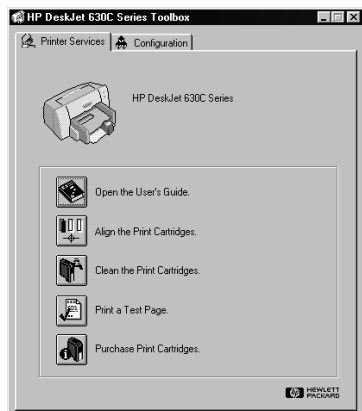 HP DeskJet 630C Series Toolbox
Printer Services
Configuration
HP DeskJet 630C Series
Open the User's Guide.
Align the Print Cartridges.
Clean the Print Cartridges.
Print a Test Page.
Purchase Print Cartridges.
hp HEWLETT
PACKARD